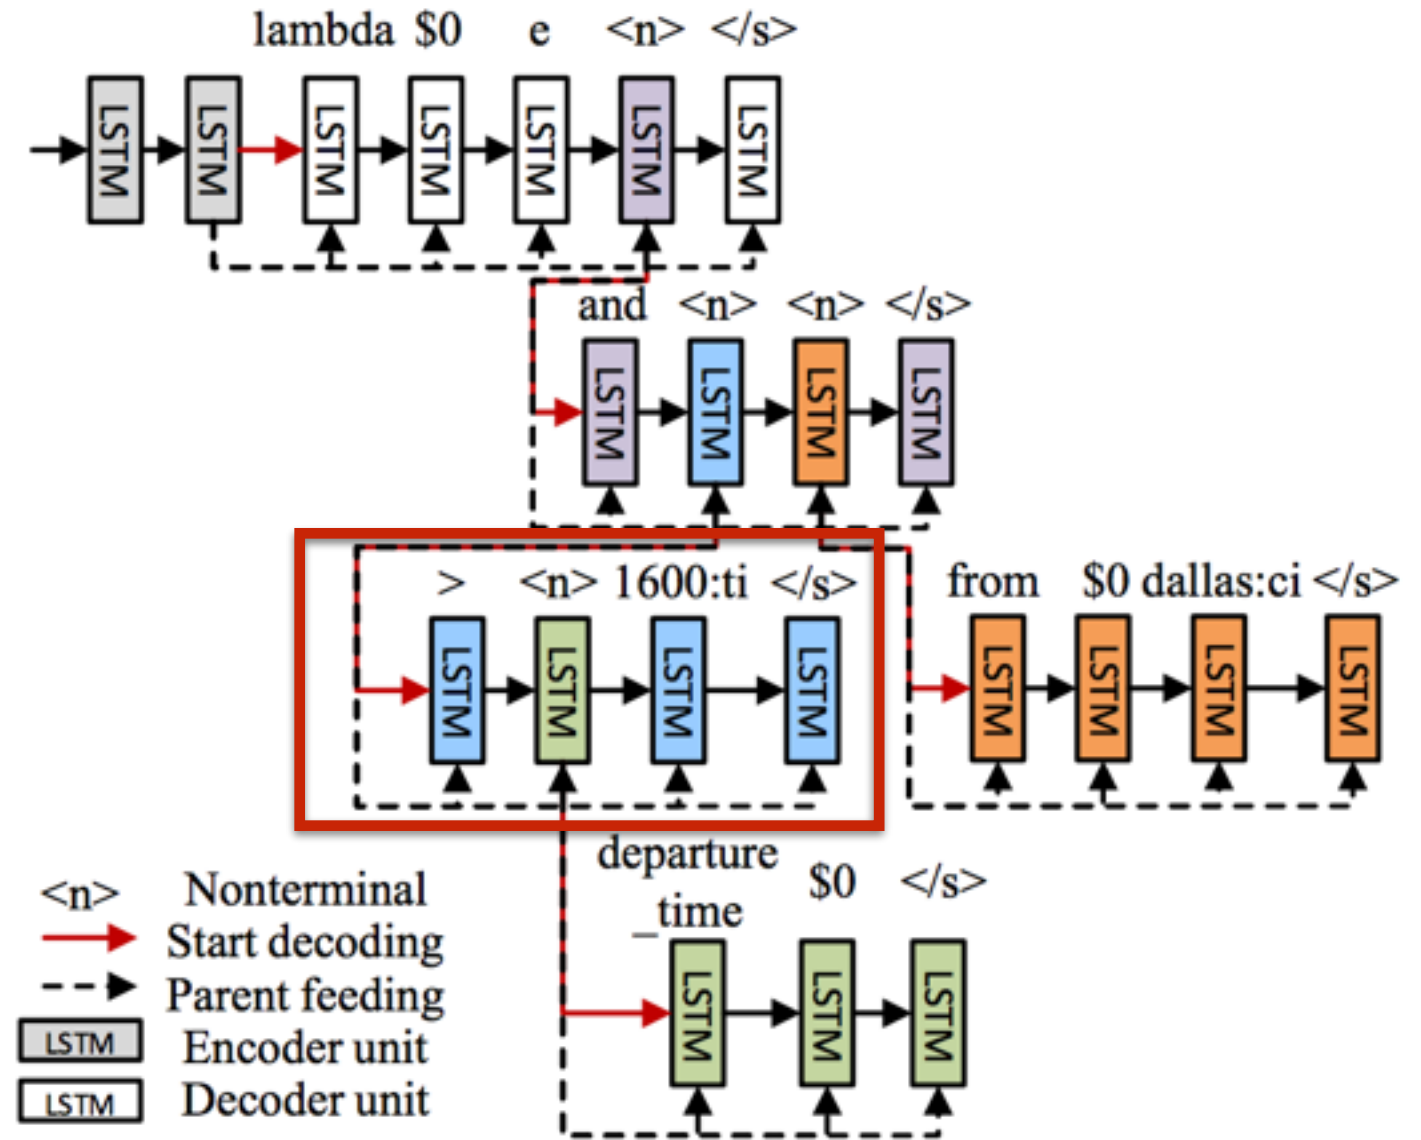 lambda $0 e <n> </s>
LSTM LSTM LSTM LSTM LSTM LSTM LSTM
and <n> <n> </s>
LSTM LSTM LSTM LSTM
> <n> 1600:ti </s>
LSTM LSTM LSTM LSTM
from $0 dallas:ci </s>
LSTM LSTM LSTM LSTM
departure
_time $0 </s>
LSTM LSTM LSTM
<n> Nonterminal
Start decoding
Parent feeding
LSTM Encoder unit
LSTM Decoder unit